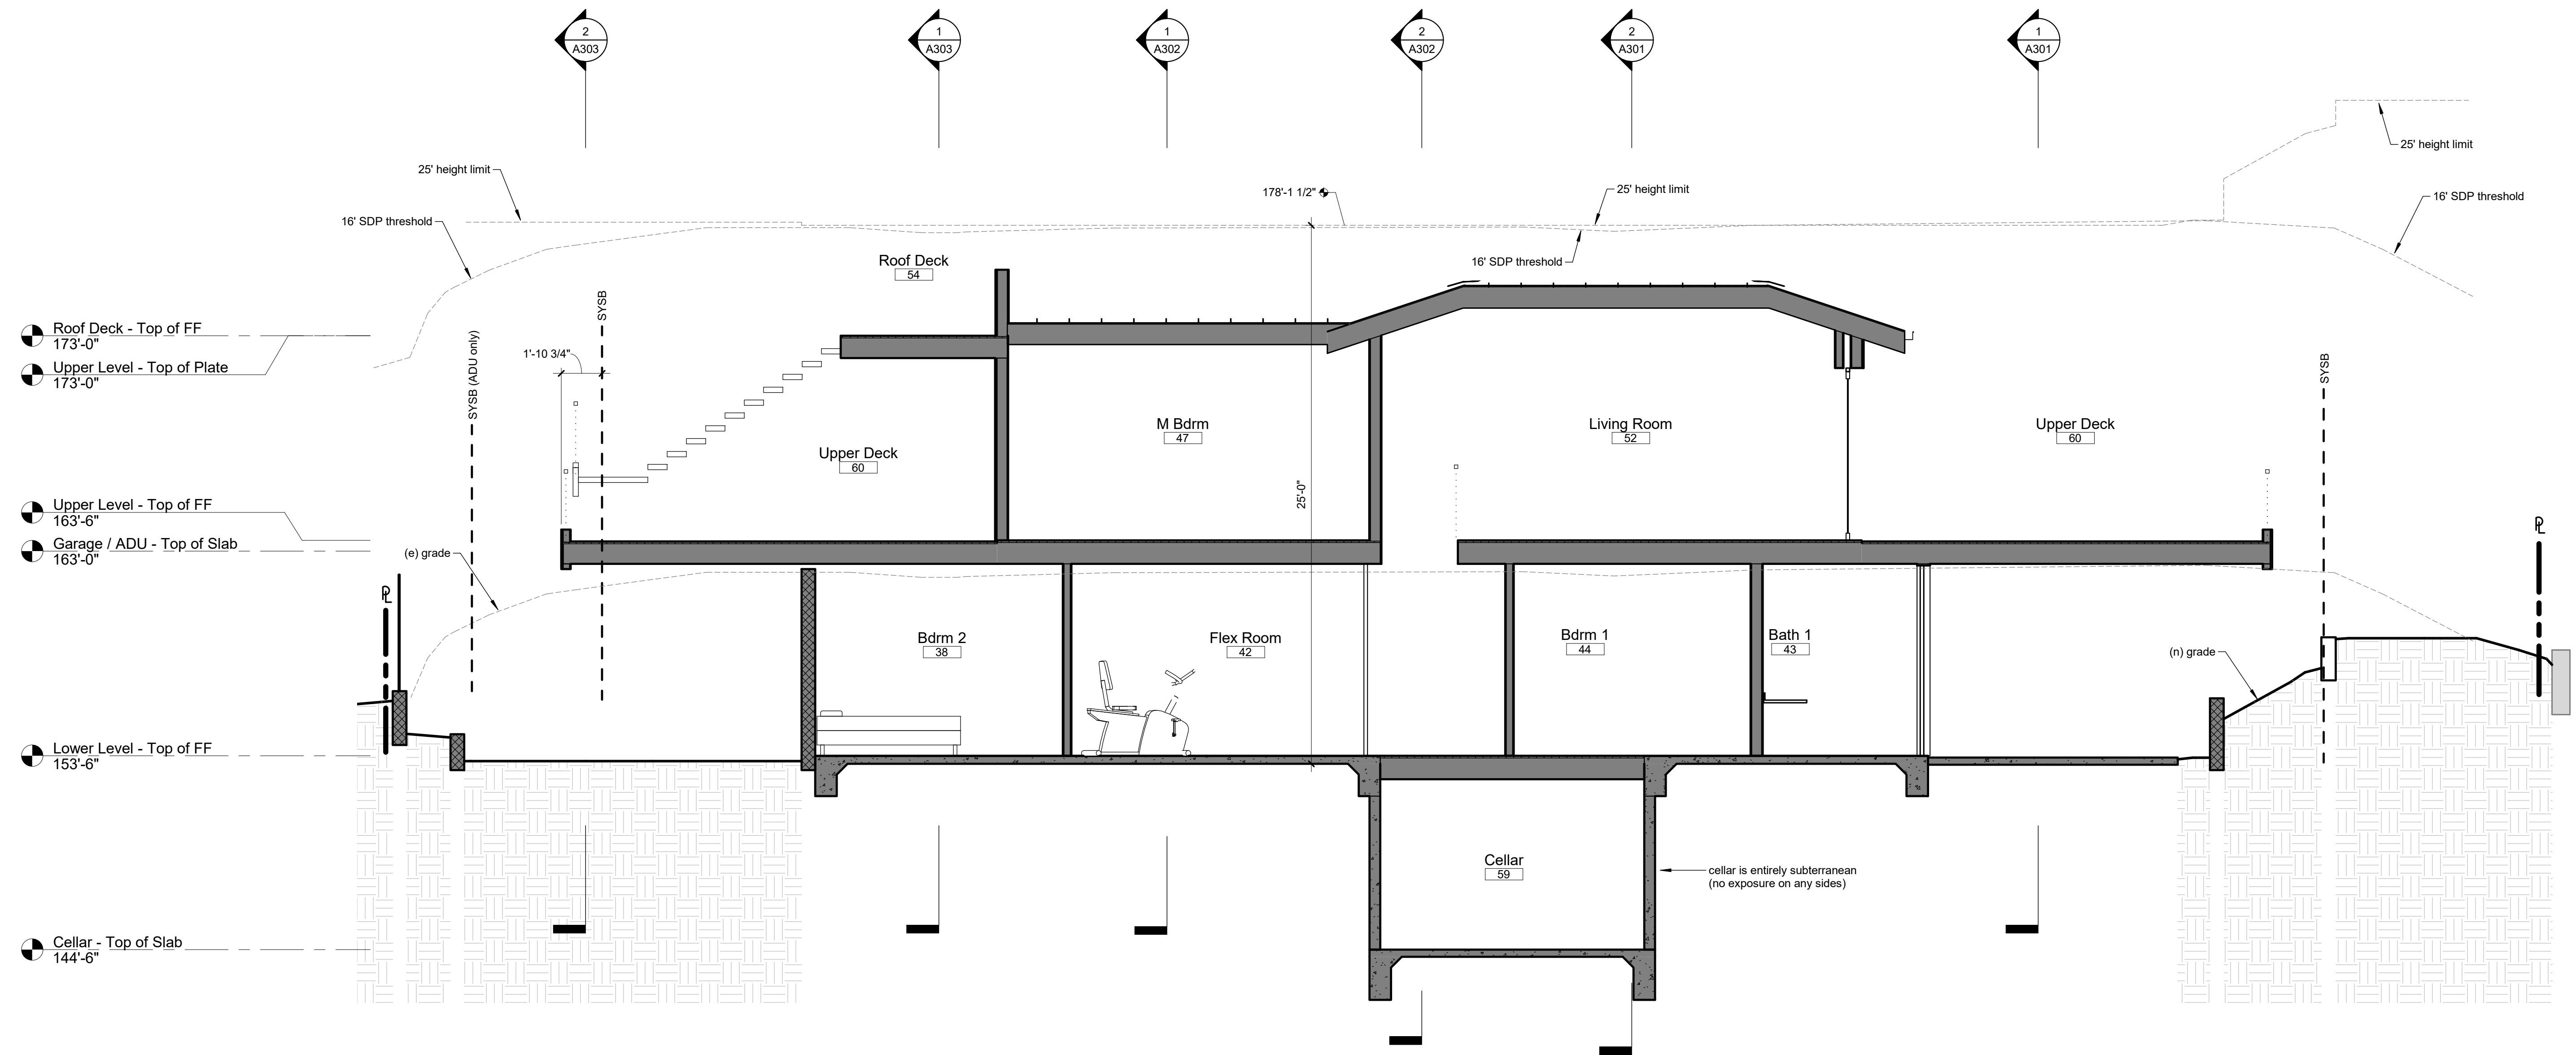 2
A303
1
A303
1
A302
2
A302
2
A301
1
A301
25' height limit
25' height limit
178'-1 1/2"
25' height limit
16' SDP threshold
16' SDP threshold
16' SDP threshold
Roof Deck
54
SYSB
SYSB (ADU only)
Roof Deck - Top of FF
173'-0"
1'-10 3/4"
Upper Level - Top of Plate
173'-0"
SYSB
M Bdrm
47
Living Room
52
Upper Deck
60
Upper Deck
60
25'-0"
Upper Level - Top of FF
163'-6"
Garage / ADU - Top of Slab
163'-0"
(e) grade
PL
PL
Bdrm 2
38
Flex Room
42
Bdrm 1
44
Bath 1
43
(n) grade
Lower Level - Top of FF
153'-6"
Cellar
59
cellar is entirely subterranean
(no exposure on any sides)
Cellar - Top of Slab
144'-6"